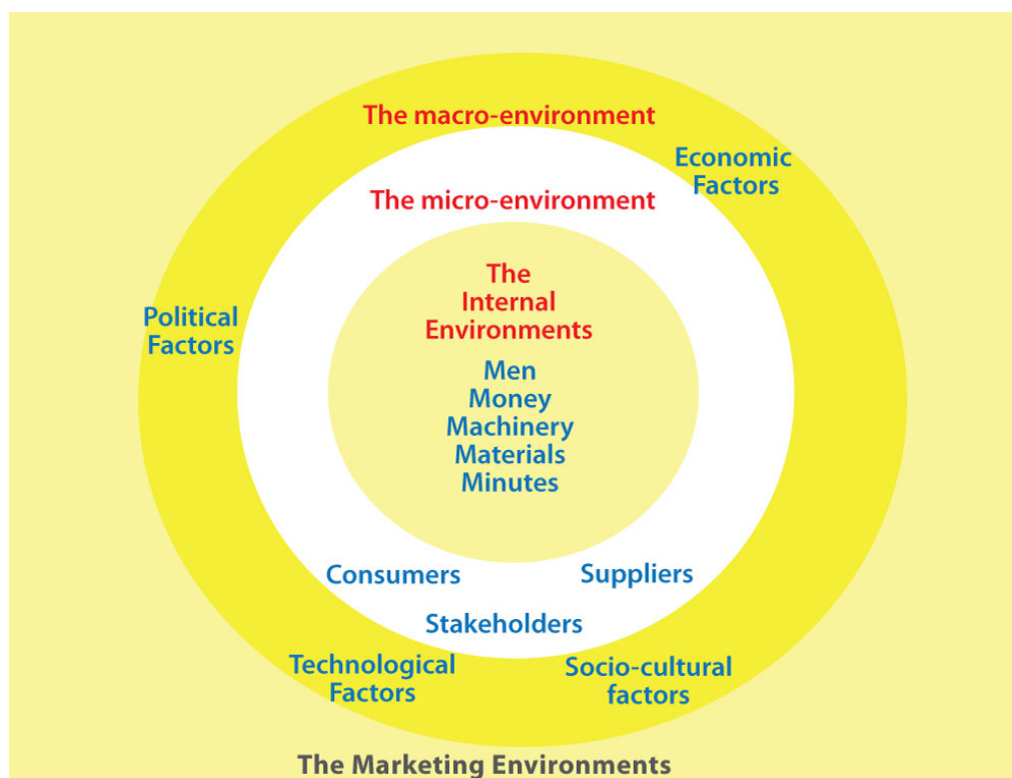 The macro-environment
Economic
Factors
The micro-environment
The
Internal
Environments
Political
Factors
Men
Money
Machinery
Materials
Minutes
Consumers
Suppliers
Stakeholders
Technological
Factors
Socio-cultural
factors
The Marketing Environments